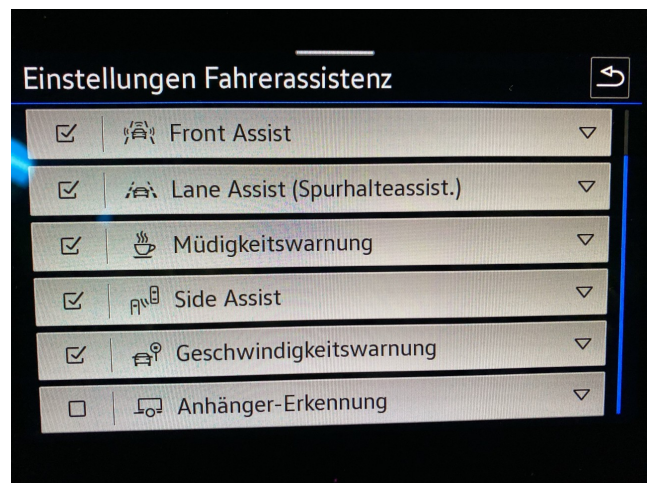 Einstellungen Fahrerassistenz
Front Assist
Lane Assist (Spurhalteassist.)
Müdigkeitswarnung
Side Assist
Geschwindigkeitswarnung
Anhänger-Erkennung